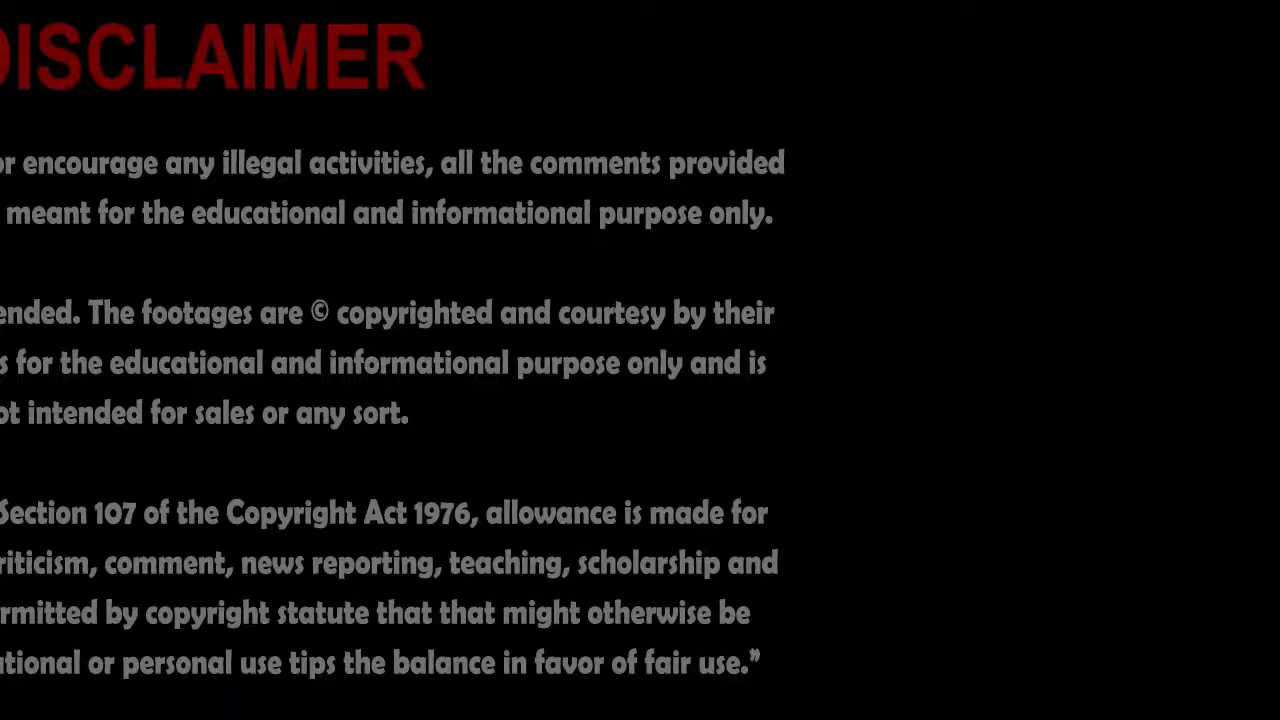 DISCLAIMER
or encourage any illegal activities, all the comments provided
meant for the educational and informational purpose only.
ended. The footages are © copyrighted and courtesy by their
s for the educational and informational purpose only and is
ot intended for sales or any sort.
Section 107 of the Copyright Act 1976, allowance is made for
riticism, comment, news reporting, teaching, scholarship and
rmitted by copyright statute that that might otherwise be
ational or personal use tips the balance in favor of fair use.”